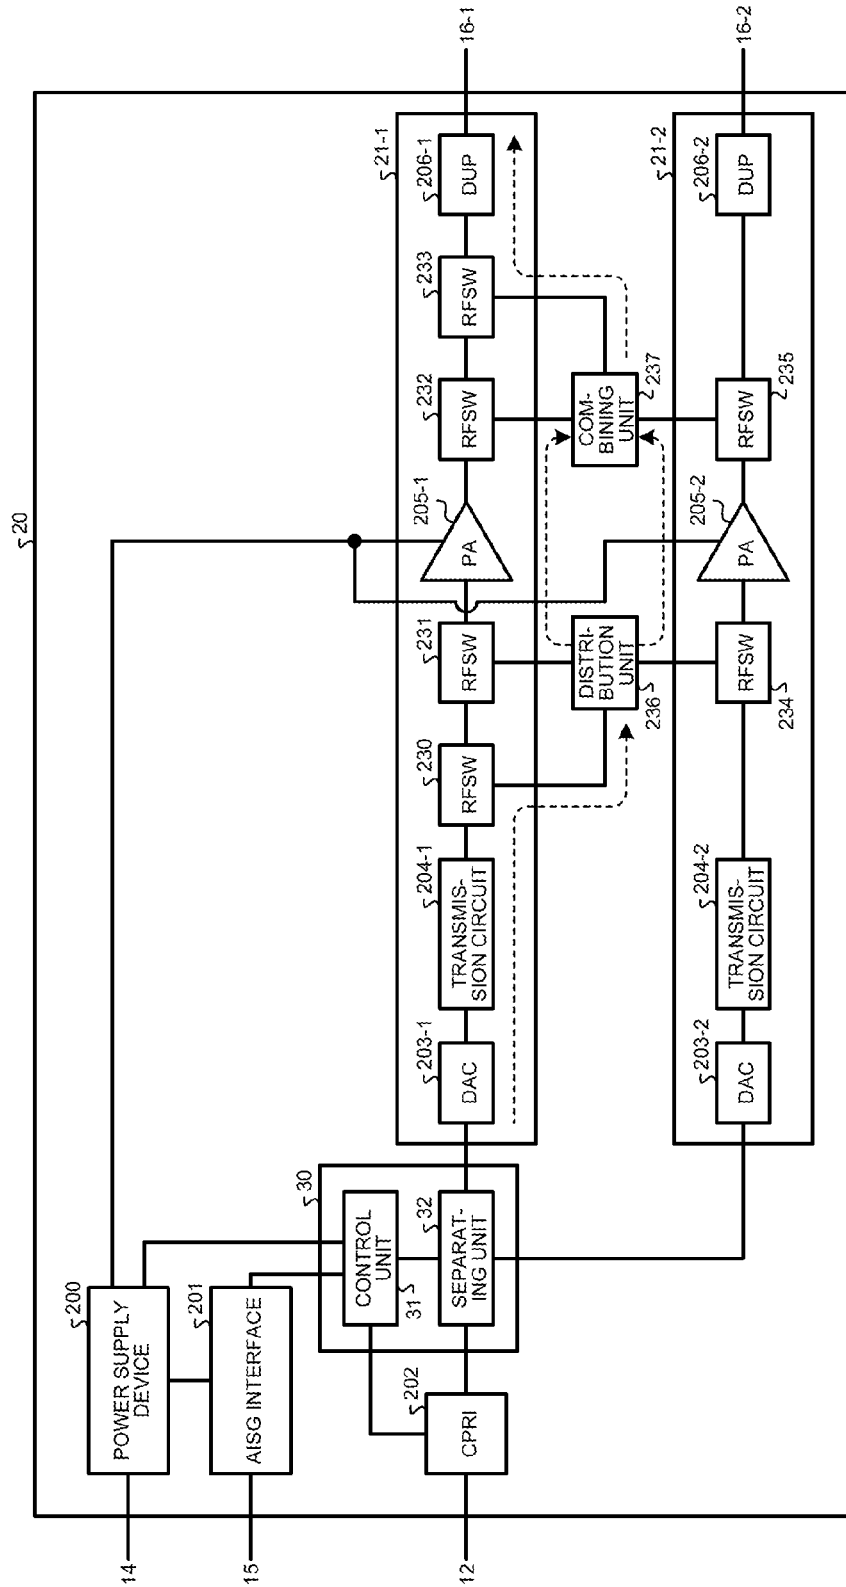 20
14
200
POWER SUPPLY
DEVICE
15
201
AISG INTERFACE
12
202
CPRI
30
CONTROL
UNIT
31
32
SEPARAT-
ING UNIT
21-1
203-1
DAC
204-1
TRANSMIS-
SION CIRCUIT
230
RFSW
231
RFSW
205-1
PA
232
RFSW
233
RFSW
206-1
DUP
16-1
DISTRI-
BUTION
UNIT
236
COM-
BINING
UNIT
237
21-2
203-2
DAC
204-2
TRANSMIS-
SION CIRCUIT
RFSW
234
205-2
PA
RFSW
235
206-2
DUP
16-2